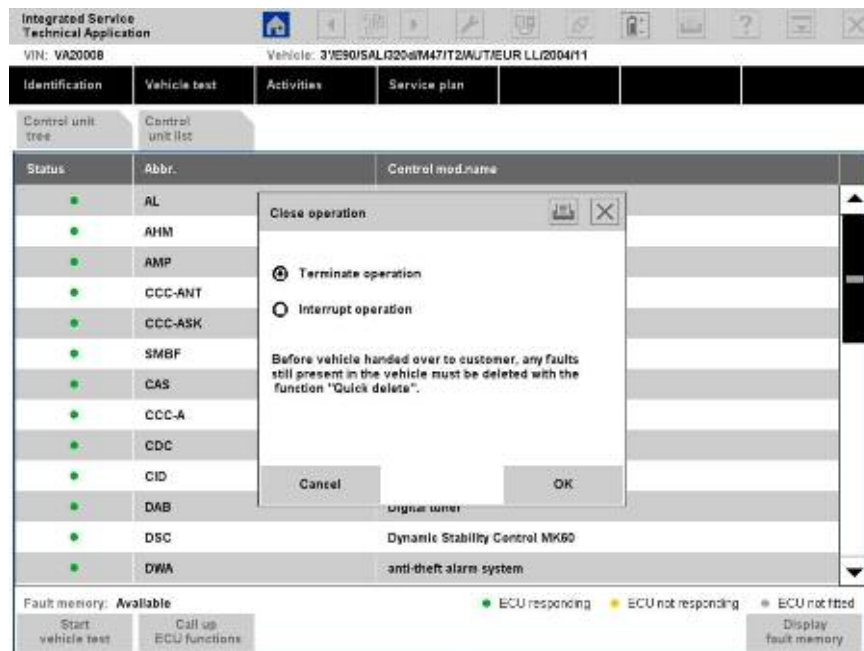 Integrated Service
Technical Application
VIN: VA20008
Vehicle: 3'/E90/SAL/320d/M47/T2/AUT/EUR LL/2004/11
Identification
Vehicle test
Activities
Service plan
Control unit
tree
Control
unit list
Status
Abbr.
Control mod.name
AL
AHM
AMP
CCC-ANT
CCC-ASK
SMBF
CAS
CCC-A
CDC
CID
DAB
Digital tuner
DSC
Dynamic Stability Control MK60
DWA
anti-theft alarm system
Close operation
Terminate operation
Interrupt operation
Before vehicle handed over to customer, any faults
still present in the vehicle must be deleted with the
function "Quick delete".
Cancel
OK
Fault memory: Available
ECU responding
ECU not responding
ECU not fitted
Start
vehicle test
Call up
ECU functions
Display
fault memory